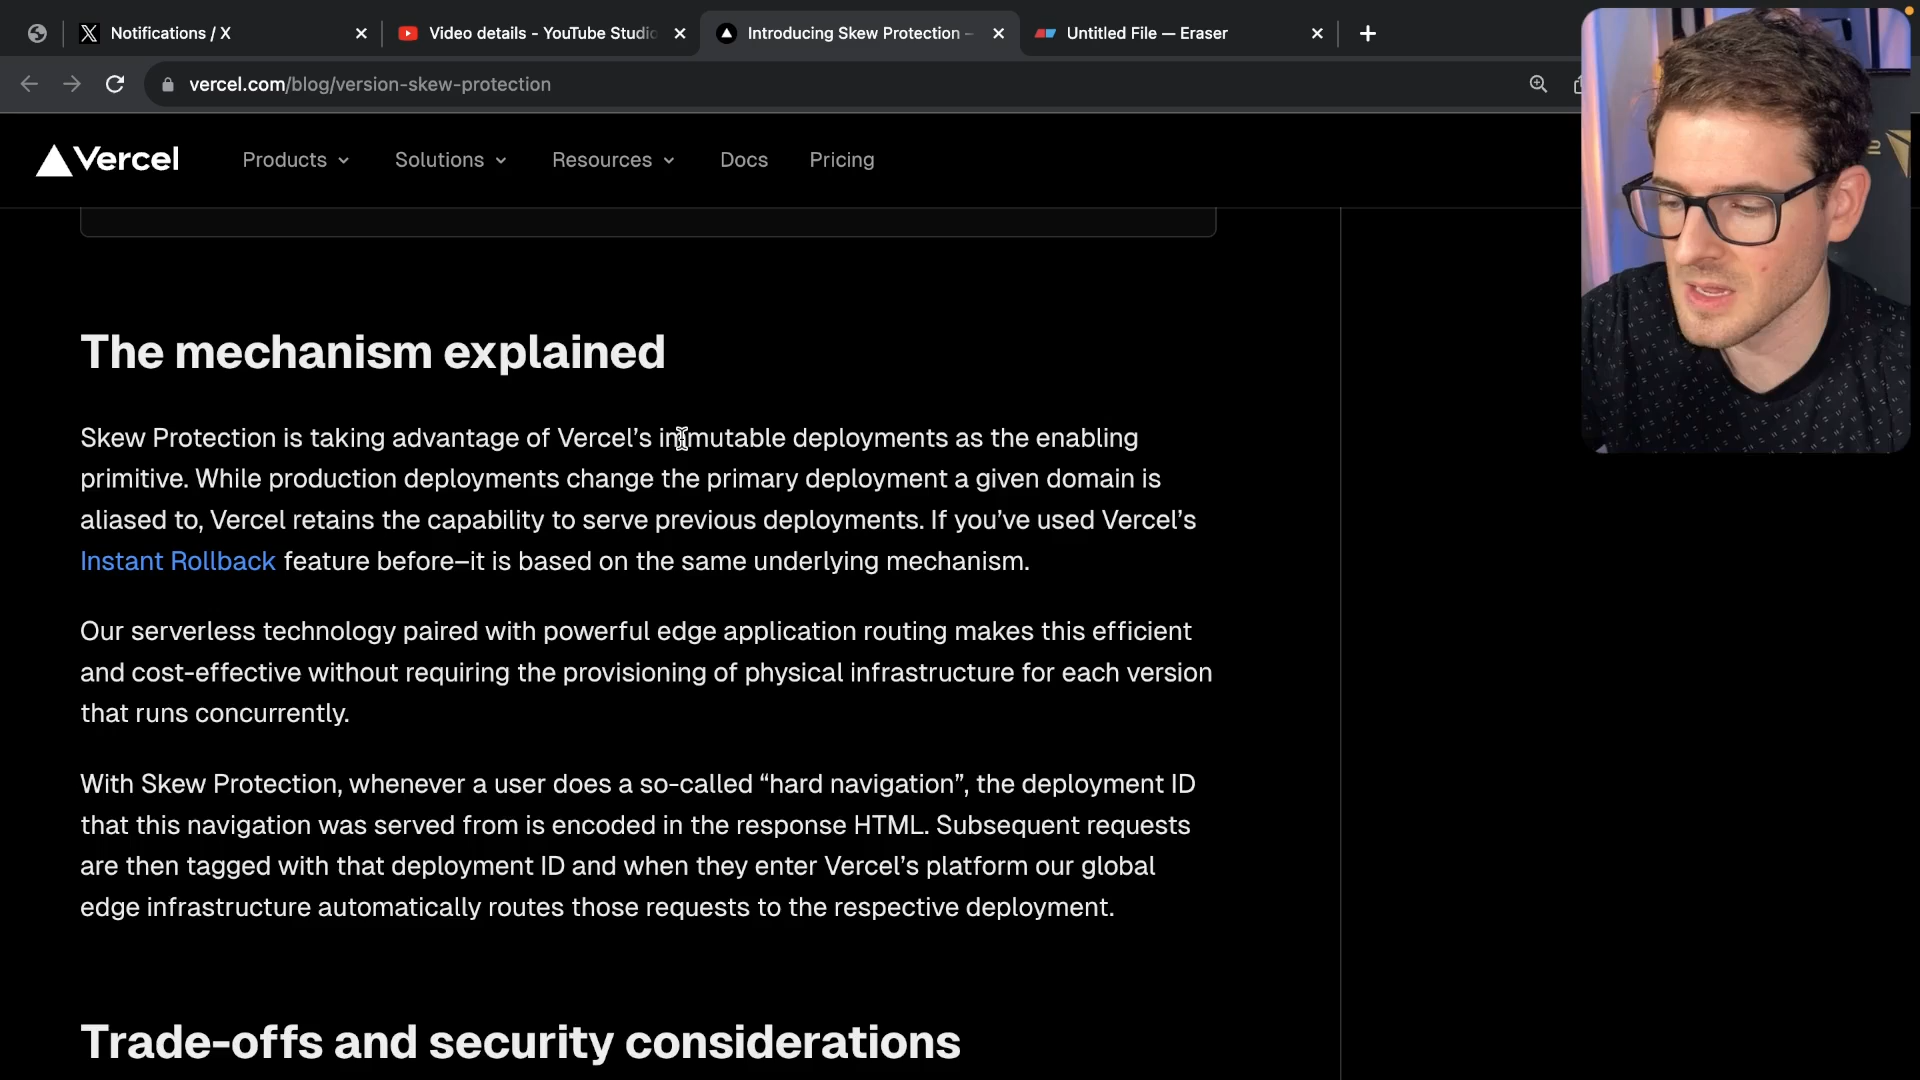 Notifications / X
Video details - YouTube Studio
Introducing Skew Protection –
Untitled File — Eraser
vercel.com/blog/version-skew-protection
Vercel
Products
Solutions
Resources
Docs
Pricing
The mechanism explained
Skew Protection is taking advantage of Vercel’s immutable deployments as the enabling
primitive. While production deployments change the primary deployment a given domain is
aliased to, Vercel retains the capability to serve previous deployments. If you’ve used Vercel’s
Instant Rollback feature before–it is based on the same underlying mechanism.
Our serverless technology paired with powerful edge application routing makes this efficient
and cost-effective without requiring the provisioning of physical infrastructure for each version
that runs concurrently.
With Skew Protection, whenever a user does a so-called “hard navigation”, the deployment ID
that this navigation was served from is encoded in the response HTML. Subsequent requests
are then tagged with that deployment ID and when they enter Vercel’s platform our global
edge infrastructure automatically routes those requests to the respective deployment.
Trade-offs and security considerations